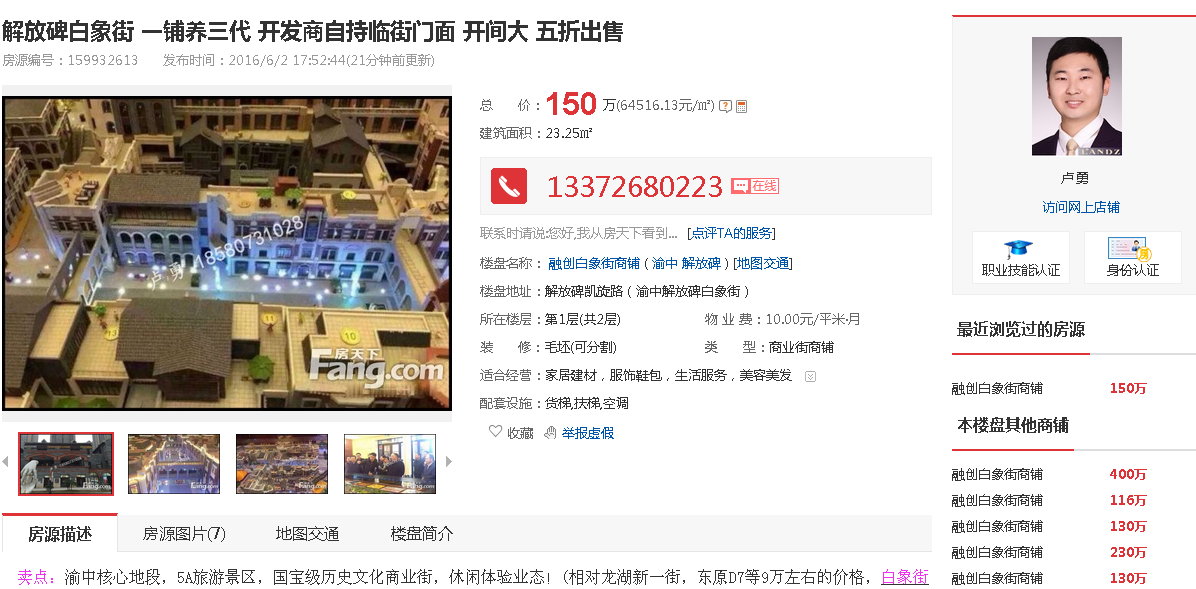 解放碑白象街 一铺养三代 开发商自持临街门面 开间大 五折出售
房源编号：159932613 发布时间：2016/6/2 17:52:44(21分钟前更新)
卢 勇 18580731028
10
房天下
Fang.com
总 价：150 万(64516.13元/㎡)
建筑面积：23.25㎡
13372680223 在线
联系时请说:您好,我从房天下看到... [点评TA的服务]
楼盘名称：融创白象街商铺 ( 渝中 解放碑 ) [地图交通]
楼盘地址：解放碑凯旋路 ( 渝中解放碑白象街 )
所在楼层：第1层(共2层) 物 业 费：10.00元/平米·月
装 修：毛坯(可分割) 类 型：商业街商铺
适合经营：家居建材，服饰鞋包，生活服务，美容美发
配套设施：货梯,扶梯,空调
收藏 举报虚假
房源描述 房源图片(7) 地图交通 楼盘简介
卖点：渝中核心地段，5A旅游景区，国宝级历史文化商业街，休闲体验业态!（相对龙湖新一街，东原D7等9万左右的价格，白象街
LANDZ
卢勇
访问网上店铺
职业技能认证 身份认证
最近浏览过的房源
融创白象街商铺 150万
本楼盘其他商铺
融创白象街商铺 400万
融创白象街商铺 116万
融创白象街商铺 130万
融创白象街商铺 230万
融创白象街商铺 130万